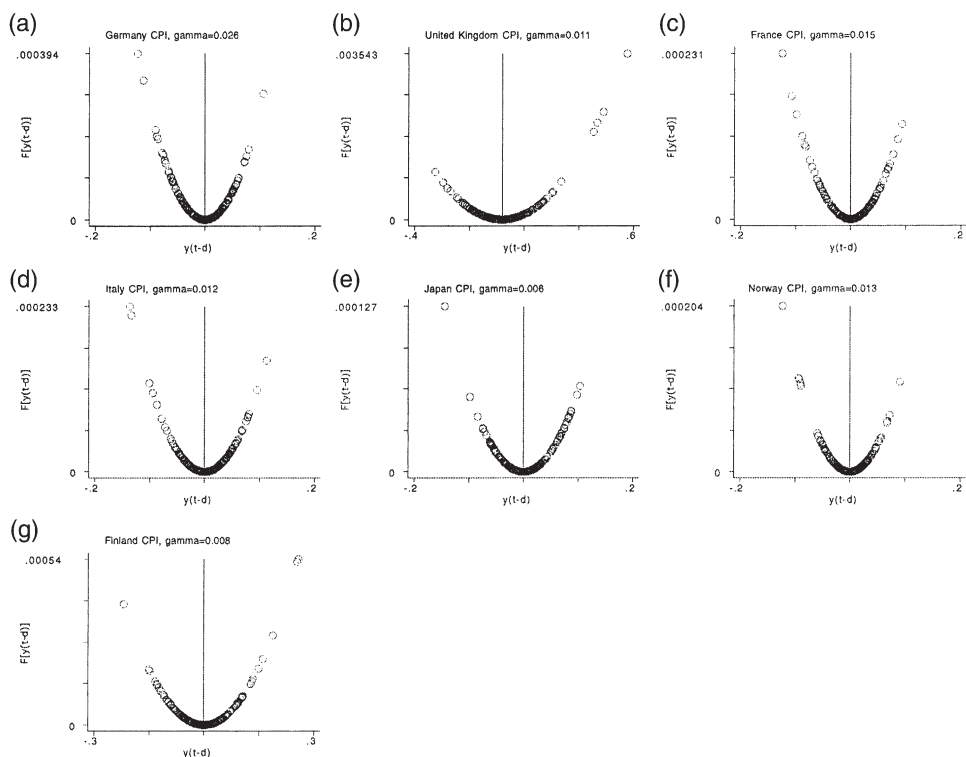 (a)
Germany CPI, gamma=0.026
.000394
F[y(t-d)]
0
-.2
.2
y(t-d)
(b)
United Kingdom CPI, gamma=0.011
.003543
F[y(t-d)]
0
-.4
.6
y(t-d)
(c)
France CPI, gamma=0.015
.000231
F[y(t-d)]
0
-.2
.2
y(t-d)
(d)
Italy CPI, gamma=0.012
.000233
F[y(t-d)]
0
-.2
.2
y(t-d)
(e)
Japan CPI, gamma=0.006
.000127
F[y(t-d)]
0
-.2
.2
y(t-d)
(f)
Norway CPI, gamma=0.013
.000204
F[y(t-d)]
0
-.2
.2
y(t-d)
(g)
Finland CPI, gamma=0.008
.00054
F[y(t-d)]
0
-.3
.3
y(t-d)